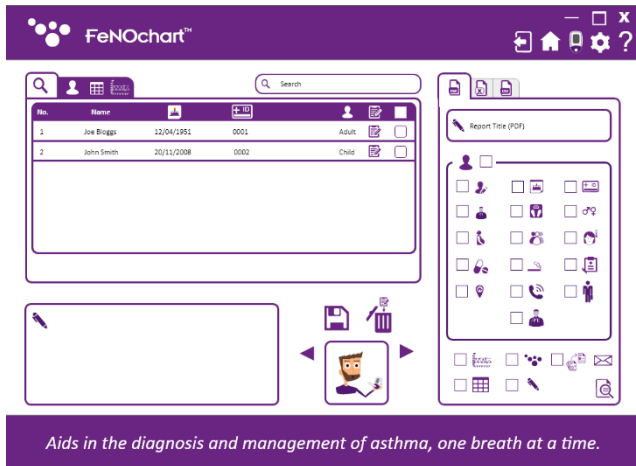 FeNOchart™
Search
No. Name
1 Joe Bloggs 12/04/1951 0001 Adult
2 John Smith 20/11/2008 0002 Child
Report Title (PDF)
Aids in the diagnosis and management of asthma, one breath at a time.